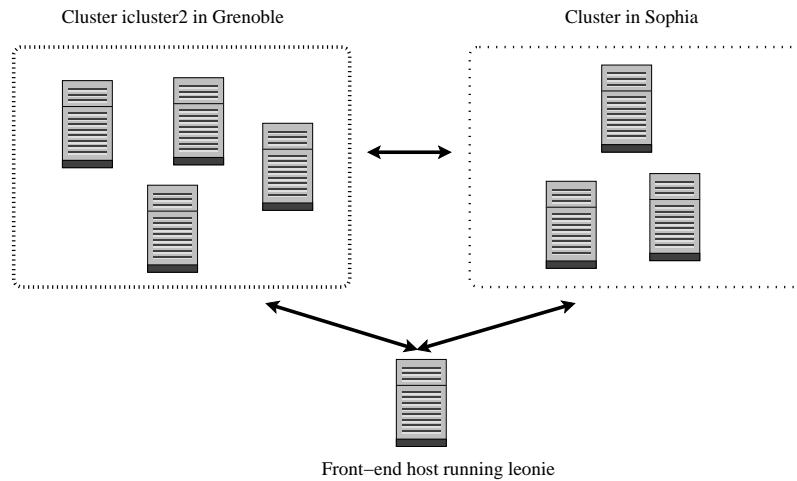 Cluster icluster2 in Grenoble
Cluster in Sophia
Front−end host running leonie